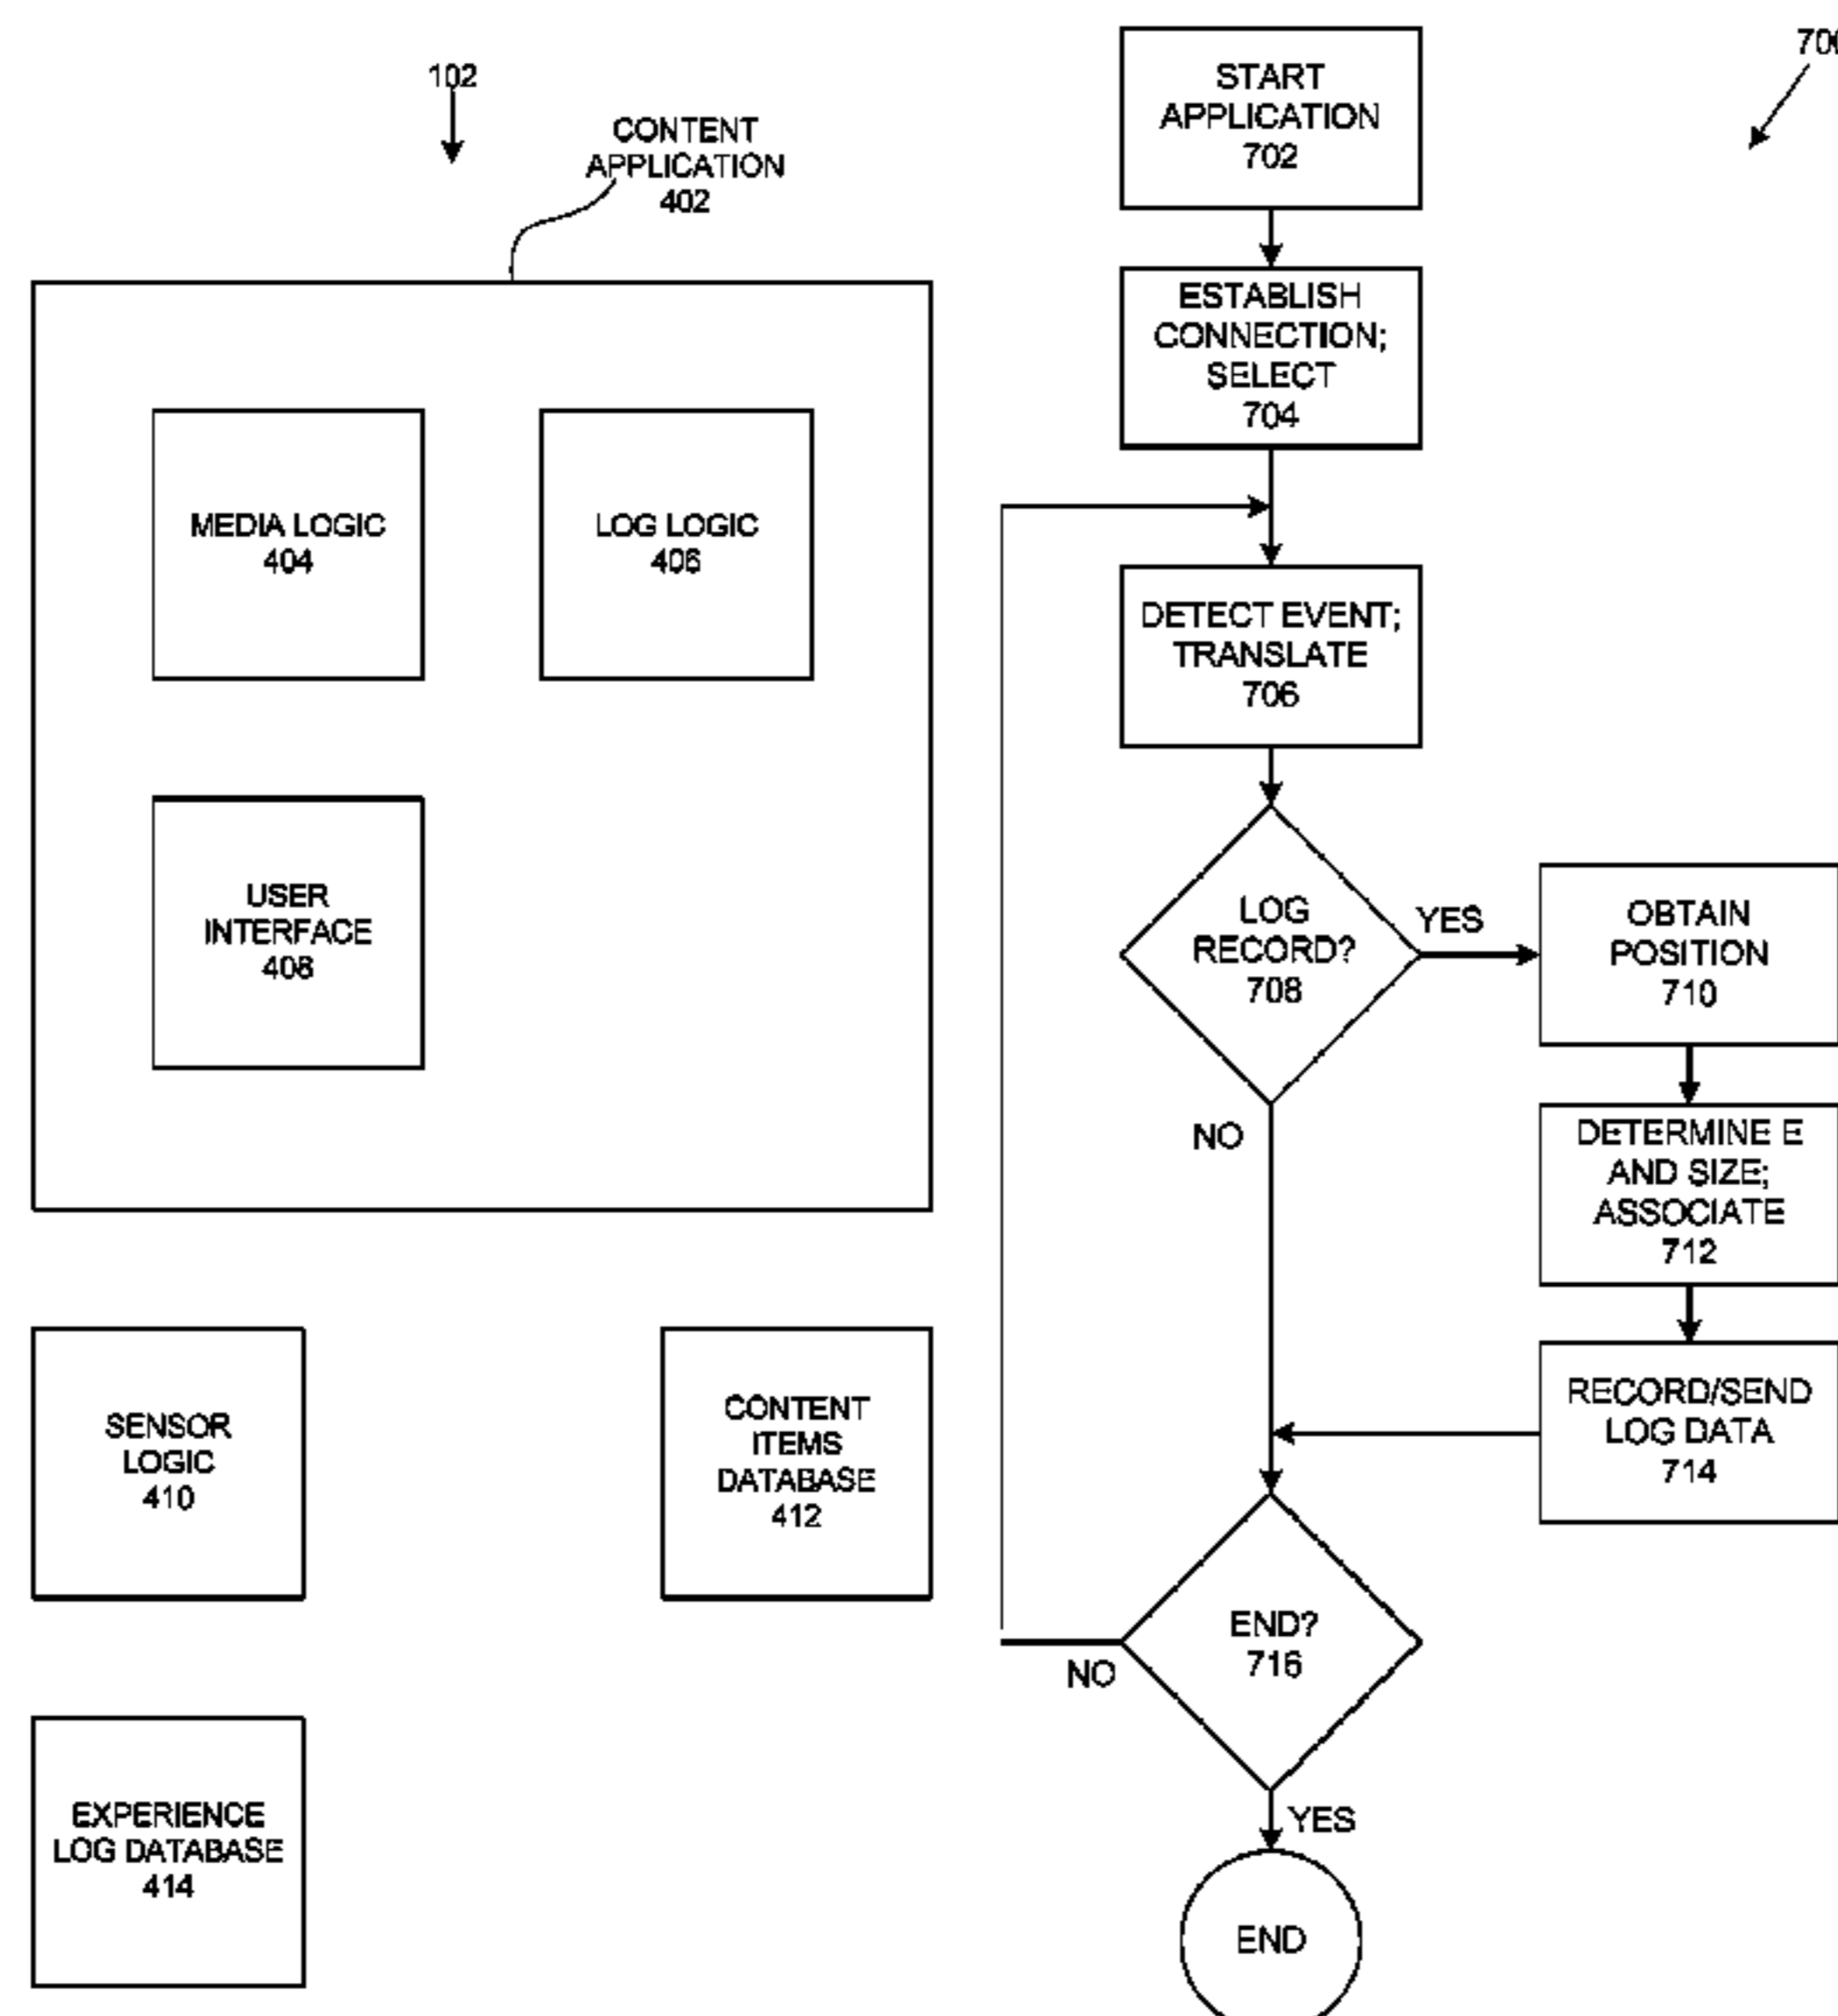 102
CONTENT
APPLICATION
402
MEDIA LOGIC
404
LOG LOGIC
406
USER
INTERFACE
408
SENSOR
LOGIC
410
CONTENT
ITEMS
DATABASE
412
EXPERIENCE
LOG DATABASE
414
START
APPLICATION
702
ESTABLISH
CONNECTION;
SELECT
704
DETECT EVENT;
TRANSLATE
706
LOG
RECORD?
708
YES
NO
OBTAIN
POSITION
710
DETERMINE E
AND SIZE;
ASSOCIATE
712
RECORD/SEND
LOG DATA
714
END?
716
NO
YES
END